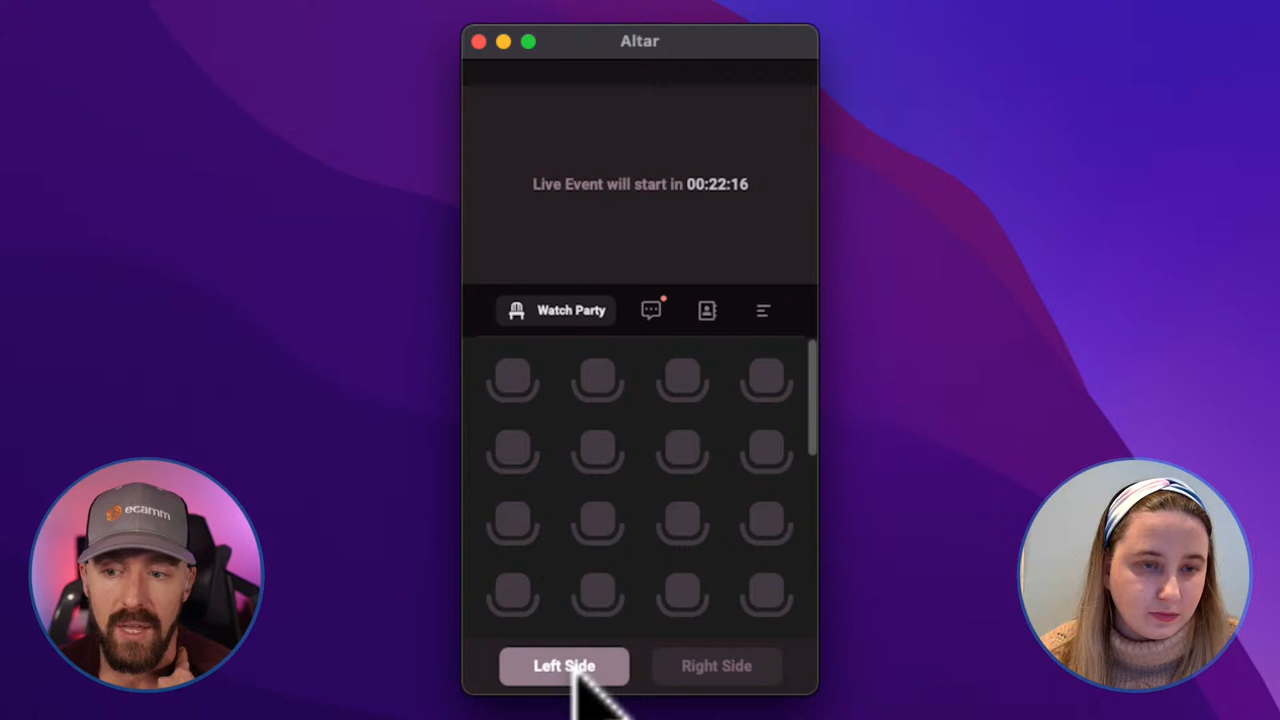 Altar
Live Event will start in 00:22:16
Watch Party
ecamm
Left Side
Right Side